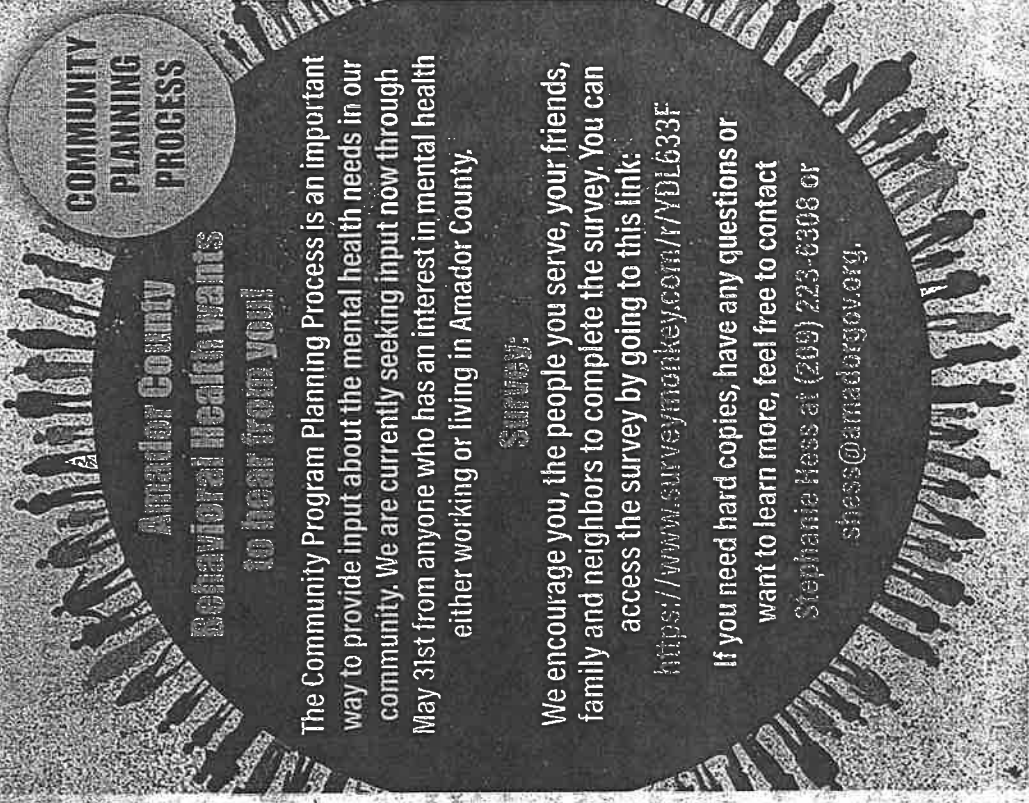 COMMUNITY
PLANNING
PROCESS
Amador County
Behavioral Health wants
to hear from you!
The Community Program Planning Process is an important
way to provide input about the mental health needs in our
community. We are currently seeking input now through
May 31st from anyone who has an interest in mental health
either working or living in Amador County.
Survey:
We encourage you, the people you serve, your friends,
family and neighbors to complete the survey. You can
access the survey by going to this link:
https://www.surveymonkey.com/r/YDL633F
If you need hard copies, have any questions or
want to learn more, feel free to contact
Stephanie Hess at (209) 223-6308 or
shess@amadorgov.org.